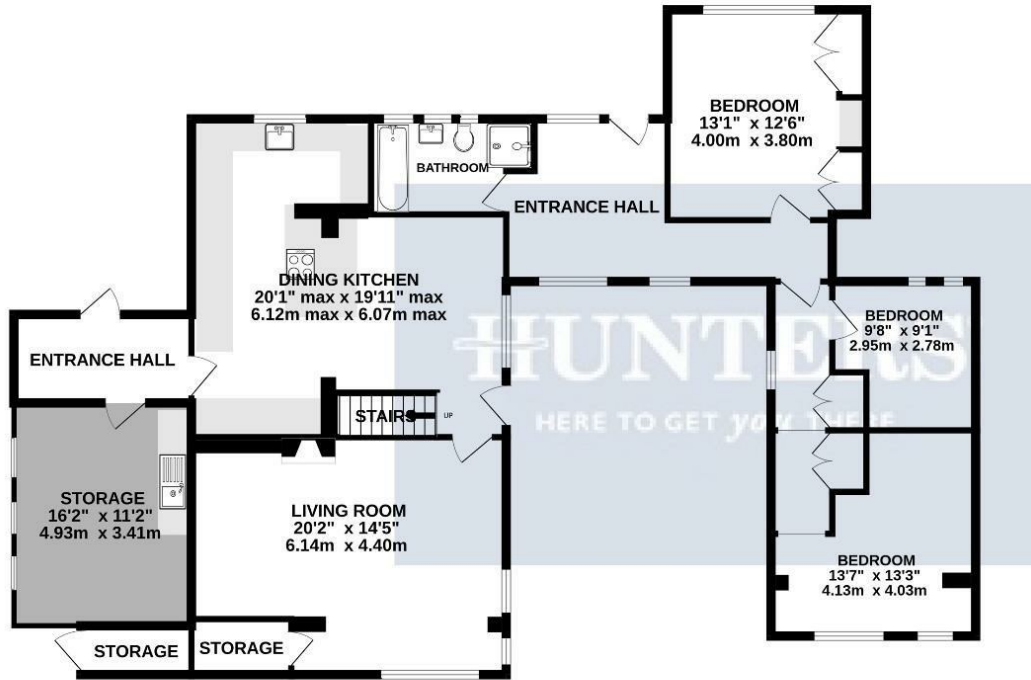 BEDROOM
13'1" x 12'6"
4.00m x 3.80m
BATHROOM
ENTRANCE HALL
DINING KITCHEN
20'1" max x 19'11" max
6.12m max x 6.07m max
BEDROOM
9'8" x 9'1"
2.95m x 2.78m
HUNTERS
HERE TO GET you THERE
ENTRANCE HALL
STAIRS
UP
STORAGE
16'2" x 11'2"
4.93m x 3.41m
LIVING ROOM
20'2" x 14'5"
6.14m x 4.40m
BEDROOM
13'7" x 13'3"
4.13m x 4.03m
STORAGE
STORAGE